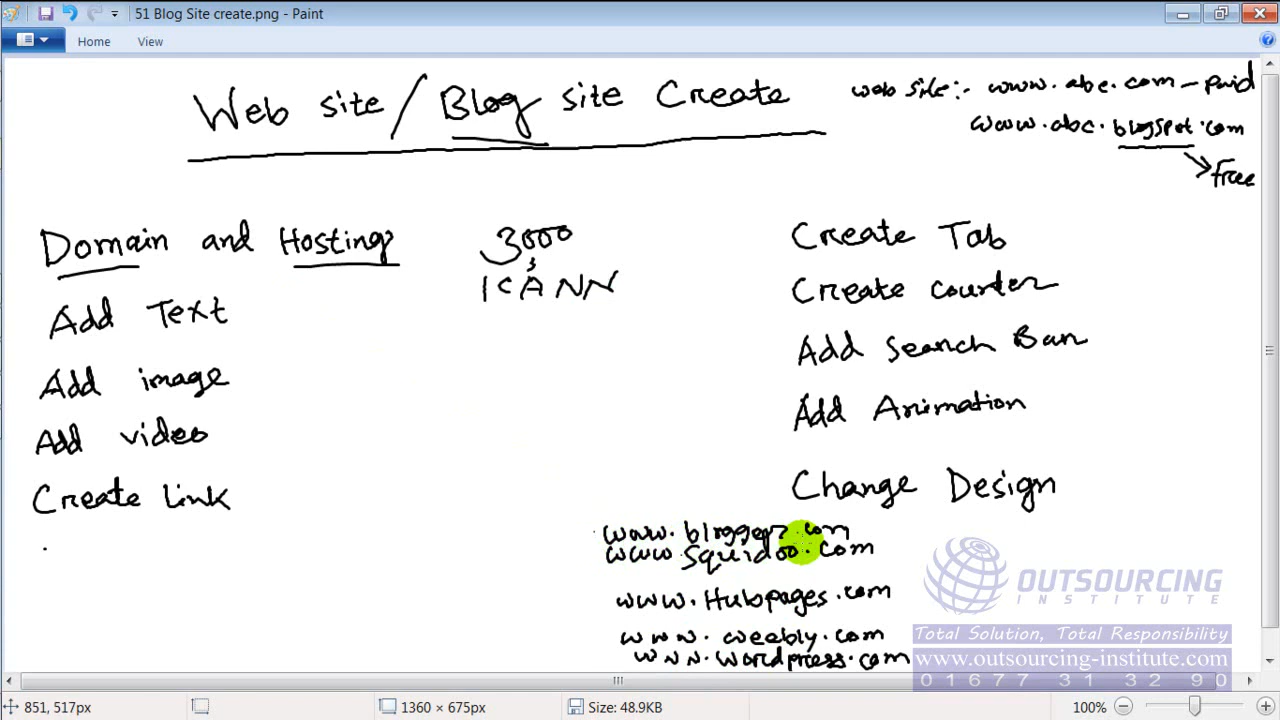 51 Blog Site create.png - Paint
Home View
Web site/Blog site Create
web site:- www.abc.com - paid
www.abc.blogspot.com
Free
Domain and Hosting
3000
ICANN
Add Text
Add image
Add video
Create Link
Create Tab
Create counter
Add Search Bar
Add Animation
Change Design
www.blogger.com
www.squidoo.com
www.Hubpages.com
www.weebly.com
www.wordpress.com
OUTSOURCING
INSTITUTE
Total Solution, Total Responsibility
www.outsourcing-institute.com
01677 31 32 90
851, 517px
1360 × 675px
Size: 48.9KB
100%